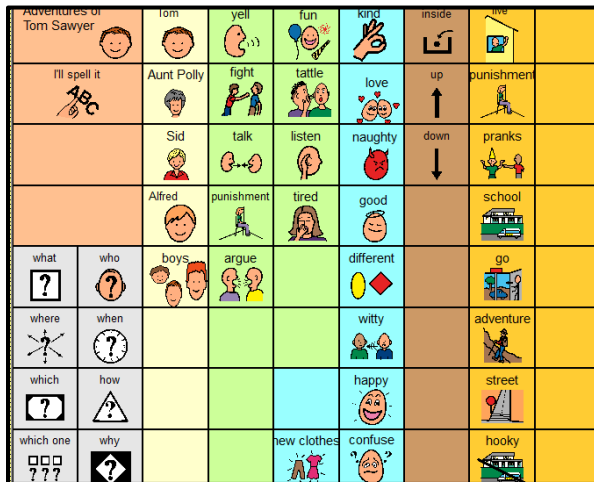 Adventures of
Tom Sawyer
Tom
yell
fun
kind
inside
live
I'll spell it
ABC
Aunt Polly
fight
tattle
love
up
punishment
Sid
talk
listen
naughty
down
pranks
Alfred
punishment
tired
good
school
what
who
boys
argue
different
go
? ?
where
when
witty
adventure
? ?
which
how
happy
street
? ?
which one
why
new clothes
confuse
hooky
? ? ?
?
? ?